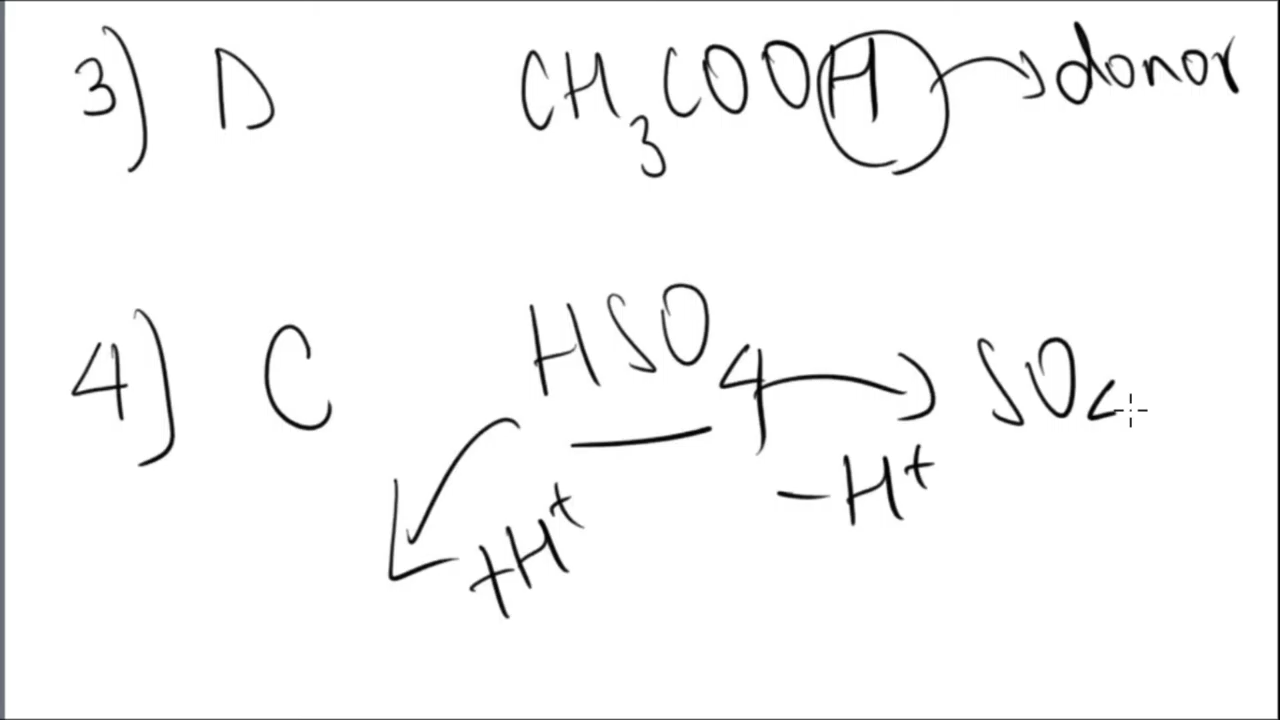 3) D CH₃COOH → donor
4) C HSO₄ → SO₄
+H⁺ -H⁺